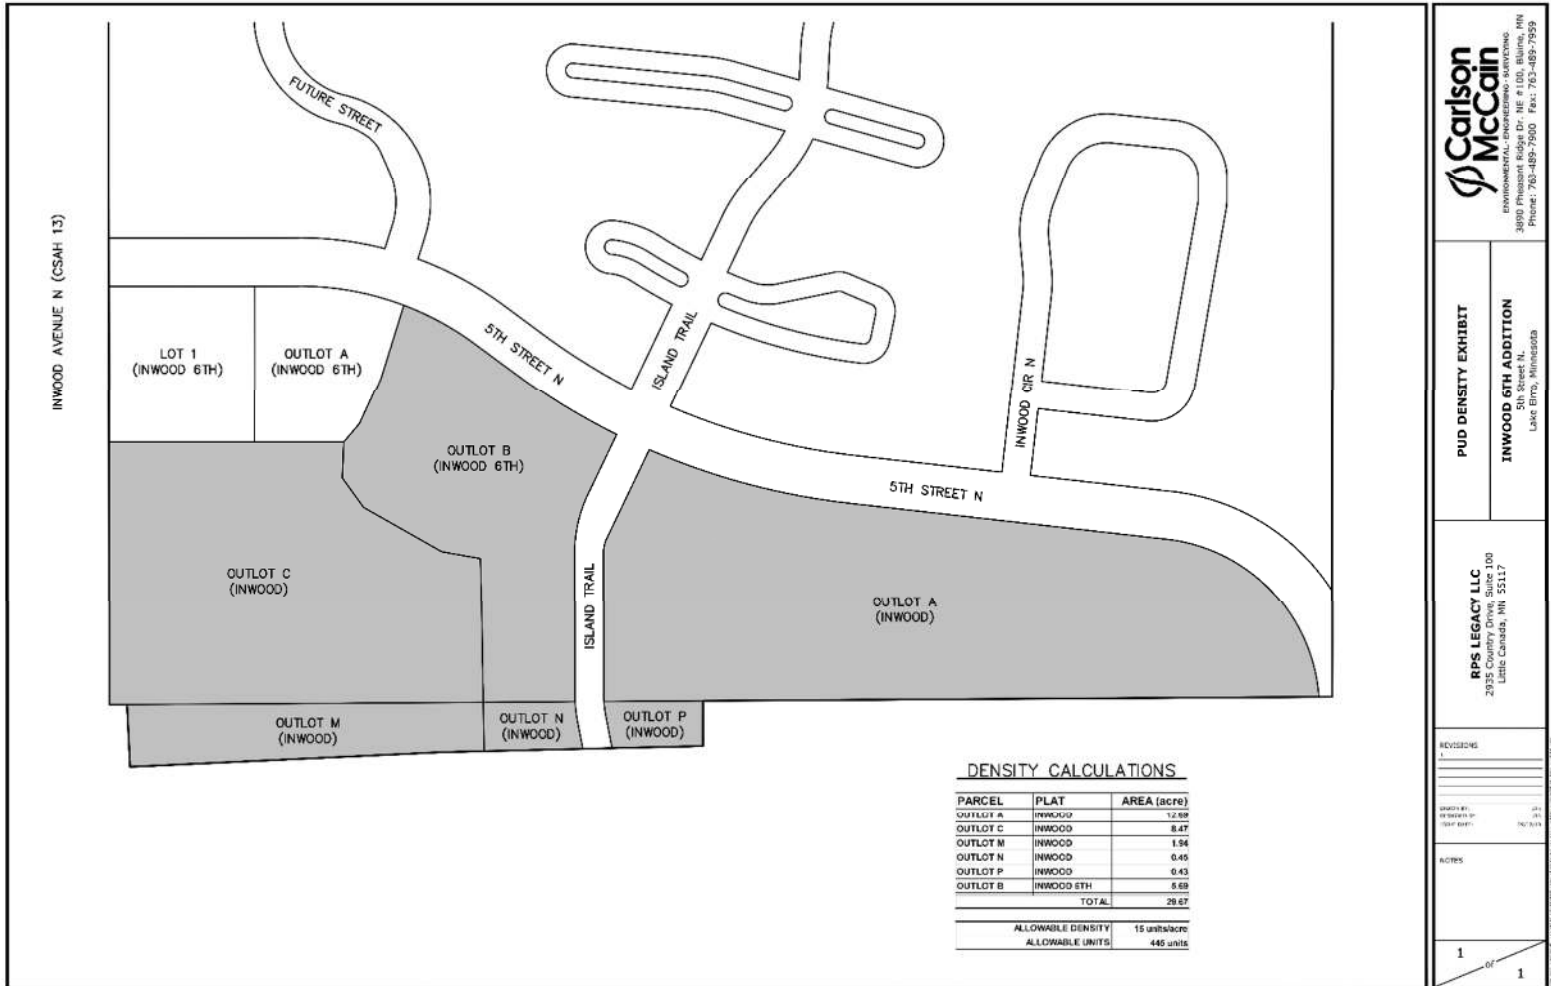 FUTURE STREET
INWOOD AVENUE N (CSAH 13)
LOT 1
(INWOOD 6TH)
OUTLOT A
(INWOOD 6TH)
5TH STREET N
ISLAND TRAIL
INWOOD CIR N
OUTLOT B
(INWOOD 6TH)
5TH STREET N
OUTLOT C
(INWOOD)
ISLAND TRAIL
OUTLOT A
(INWOOD)
OUTLOT M
(INWOOD)
OUTLOT N
(INWOOD)
OUTLOT P
(INWOOD)
DENSITY CALCULATIONS
PARCEL PLAT AREA (acre)
OUTLOT A INWOOD 12.69
OUTLOT C INWOOD 8.47
OUTLOT M INWOOD 1.94
OUTLOT N INWOOD 0.45
OUTLOT P INWOOD 0.43
OUTLOT B INWOOD 6TH 5.69
TOTAL 29.67
ALLOWABLE DENSITY 15 units/acre
ALLOWABLE UNITS 445 units
Carlson
McCain
ENVIRONMENTAL · ENGINEERING · SURVEYING
3890 Pheasant Ridge Dr. NE #100, Blaine, MN
Phone: 763-489-7900 Fax: 763-489-7959
PUD DENSITY EXHIBIT
INWOOD 6TH ADDITION
5th Street N.
Lake Elmo, Minnesota
RPS LEGACY LLC
2935 Country Drive, Suite 100
Little Canada, MN 55117
REVISIONS
NOTES
1
of
1